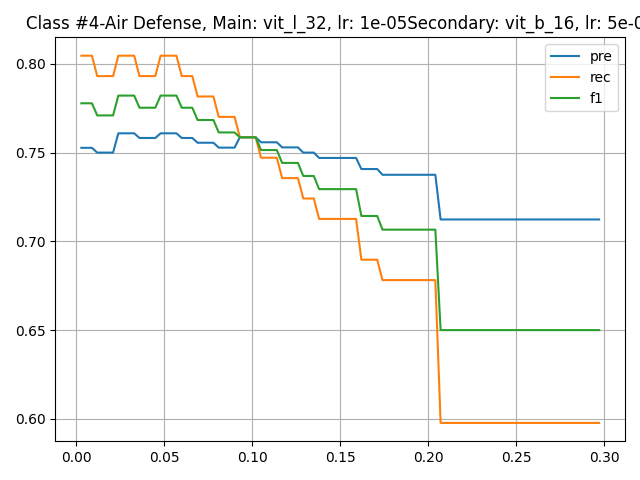 Class #4-Air Defense, Main: vit_l_32, lr: 1e-05Secondary: vit_b_16, lr: 5e-0
pre
rec
f1
0.80
0.75
0.70
0.65
0.60
0.00 0.05 0.10 0.15 0.20 0.25 0.30